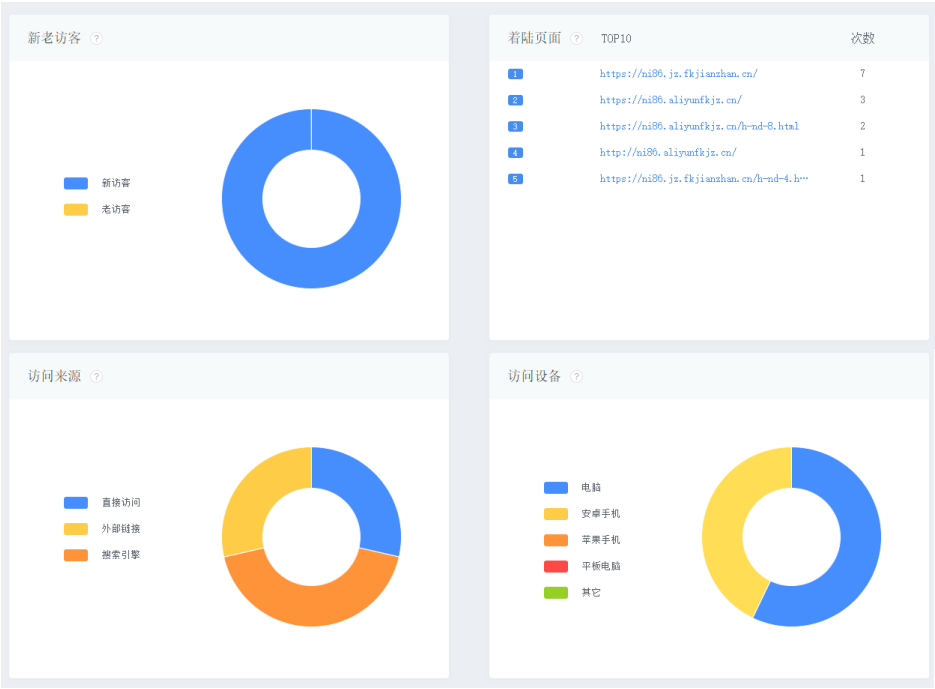 新老访客 ?
新访客
老访客
着陆页面 ? TOP10 次数
1 https://ni86.jz.fkjianzhan.cn/ 7
2 https://ni86.aliyunfkjz.cn/ 3
3 https://ni86.aliyunfkjz.cn/h-nd-8.html 2
4 http://ni86.aliyunfkjz.cn/ 1
5 https://ni86.jz.fkjianzhan.cn/h-nd-4.h… 1
访问来源 ?
直接访问
外部链接
搜索引擎
访问设备 ?
电脑
安卓手机
苹果手机
平板电脑
其它